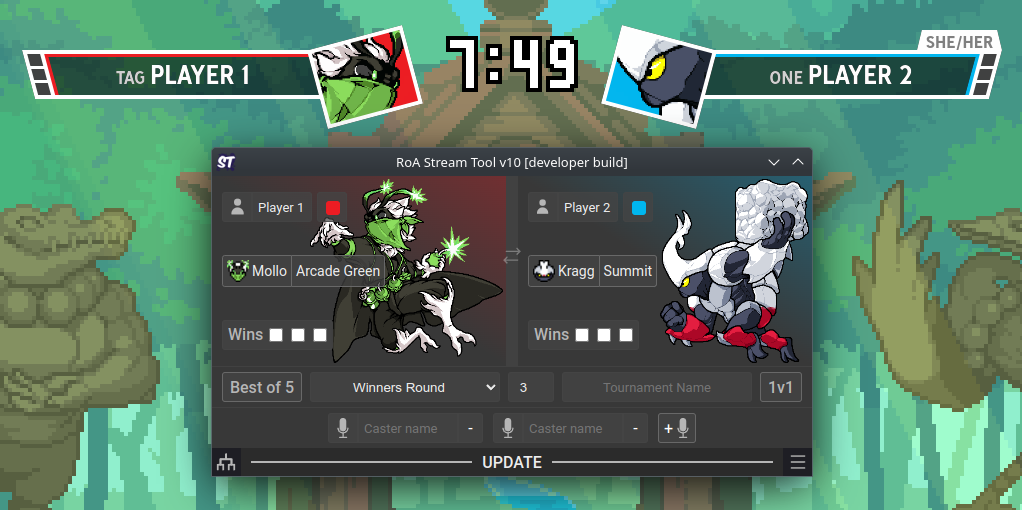 SHE/HER
TAG PLAYER 1
7:49
ONE PLAYER 2
ST
RoA Stream Tool v10 [developer build]
Player 1
Player 2
Mollo
Arcade Green
Kragg
Summit
Wins
Wins
Best of 5
Winners Round
3
Tournament Name
1v1
Caster name
-
Caster name
-
+
UPDATE